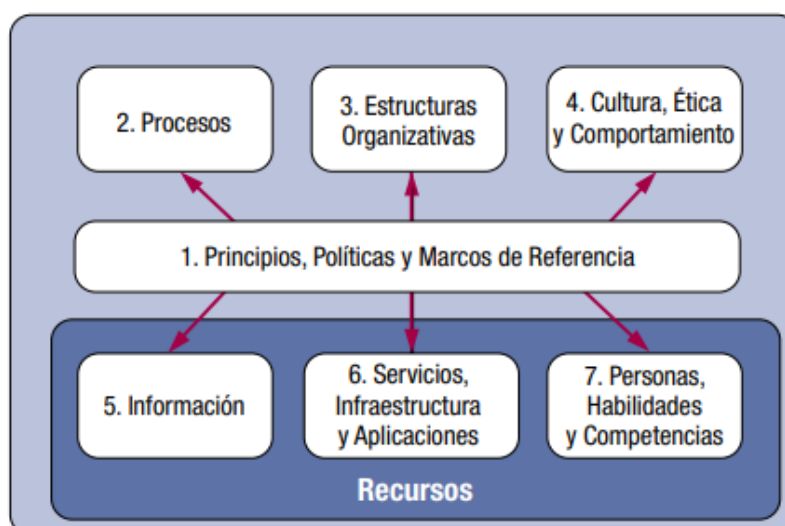 2. Procesos
3. Estructuras
Organizativas
4. Cultura, Ética
y Comportamiento
1. Principios, Políticas y Marcos de Referencia
5. Información
6. Servicios,
Infraestructura
y Aplicaciones
7. Personas,
Habilidades
y Competencias
Recursos